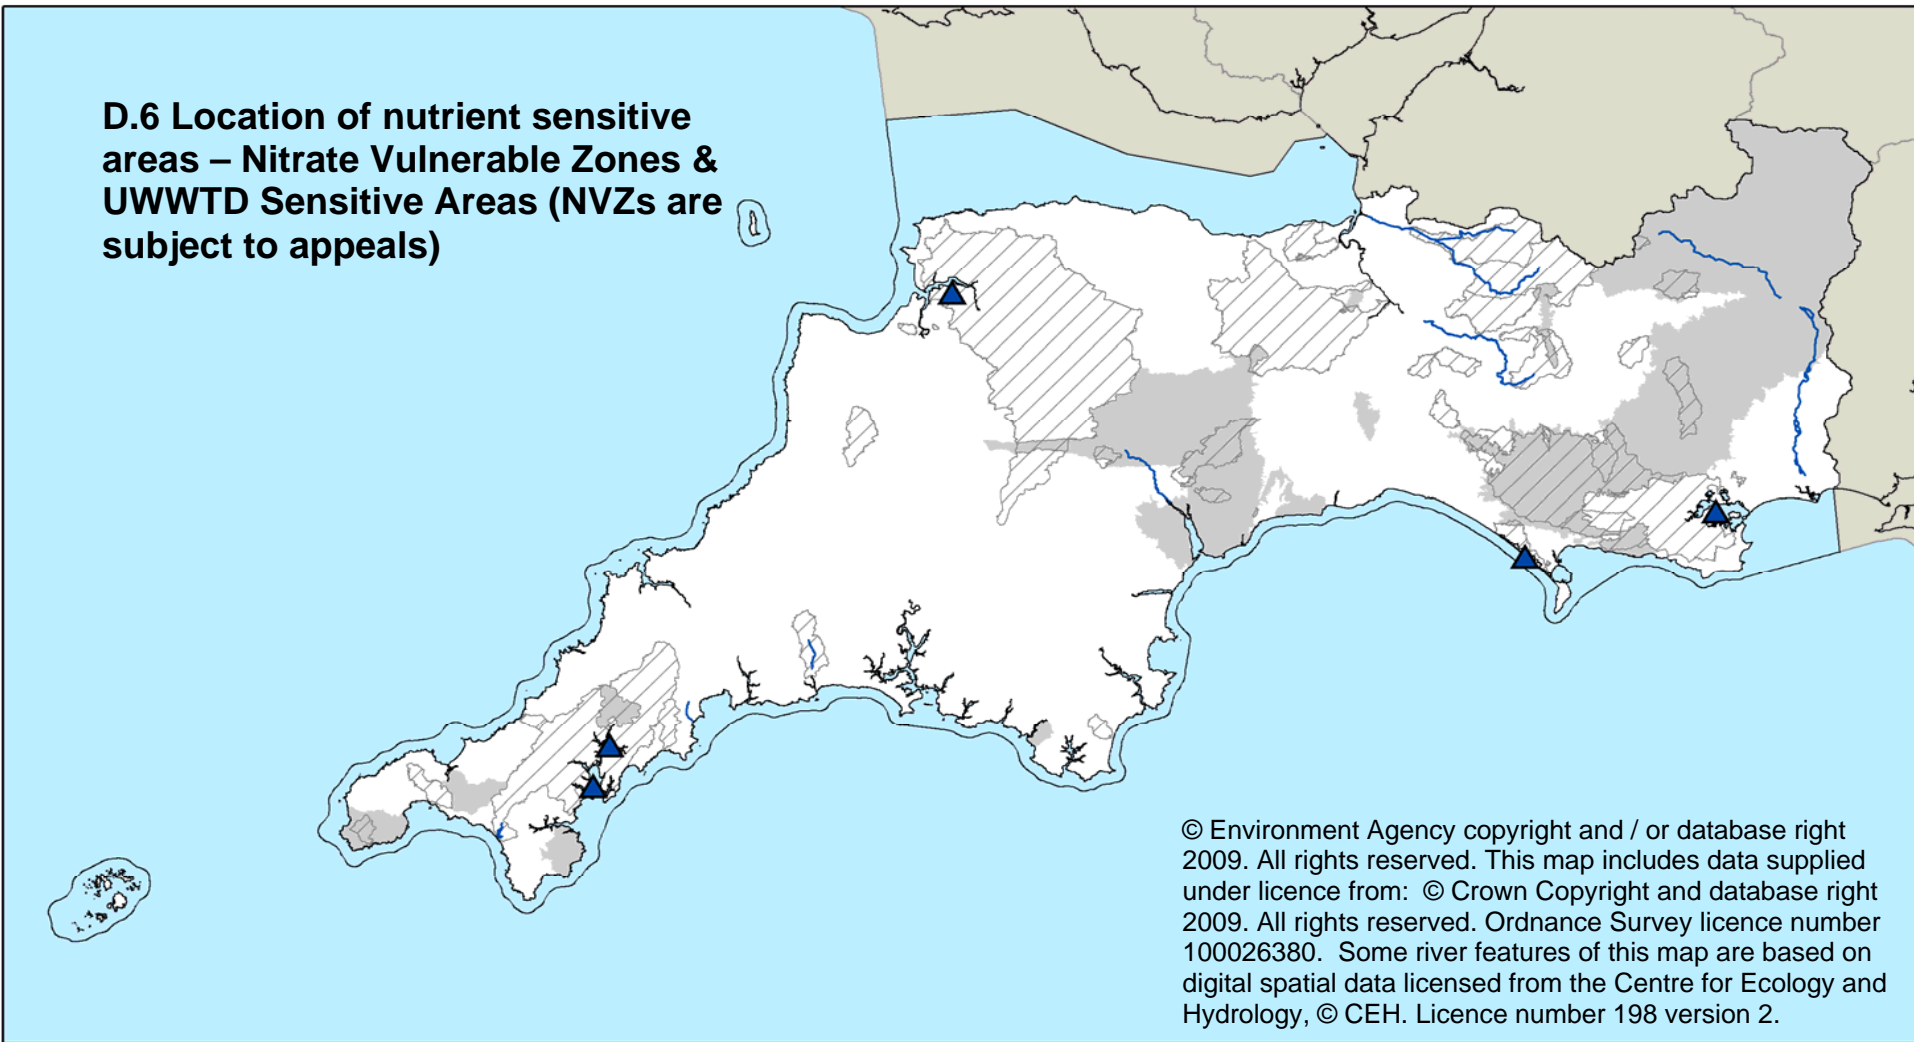 D.6 Location of nutrient sensitive
areas – Nitrate Vulnerable Zones &
UWWTD Sensitive Areas (NVZs are
subject to appeals)
© Environment Agency copyright and / or database right
2009. All rights reserved. This map includes data supplied
under licence from:  © Crown Copyright and database right
2009. All rights reserved. Ordnance Survey licence number
100026380.  Some river features of this map are based on
digital spatial data licensed from the Centre for Ecology and
Hydrology, © CEH. Licence number 198 version 2.